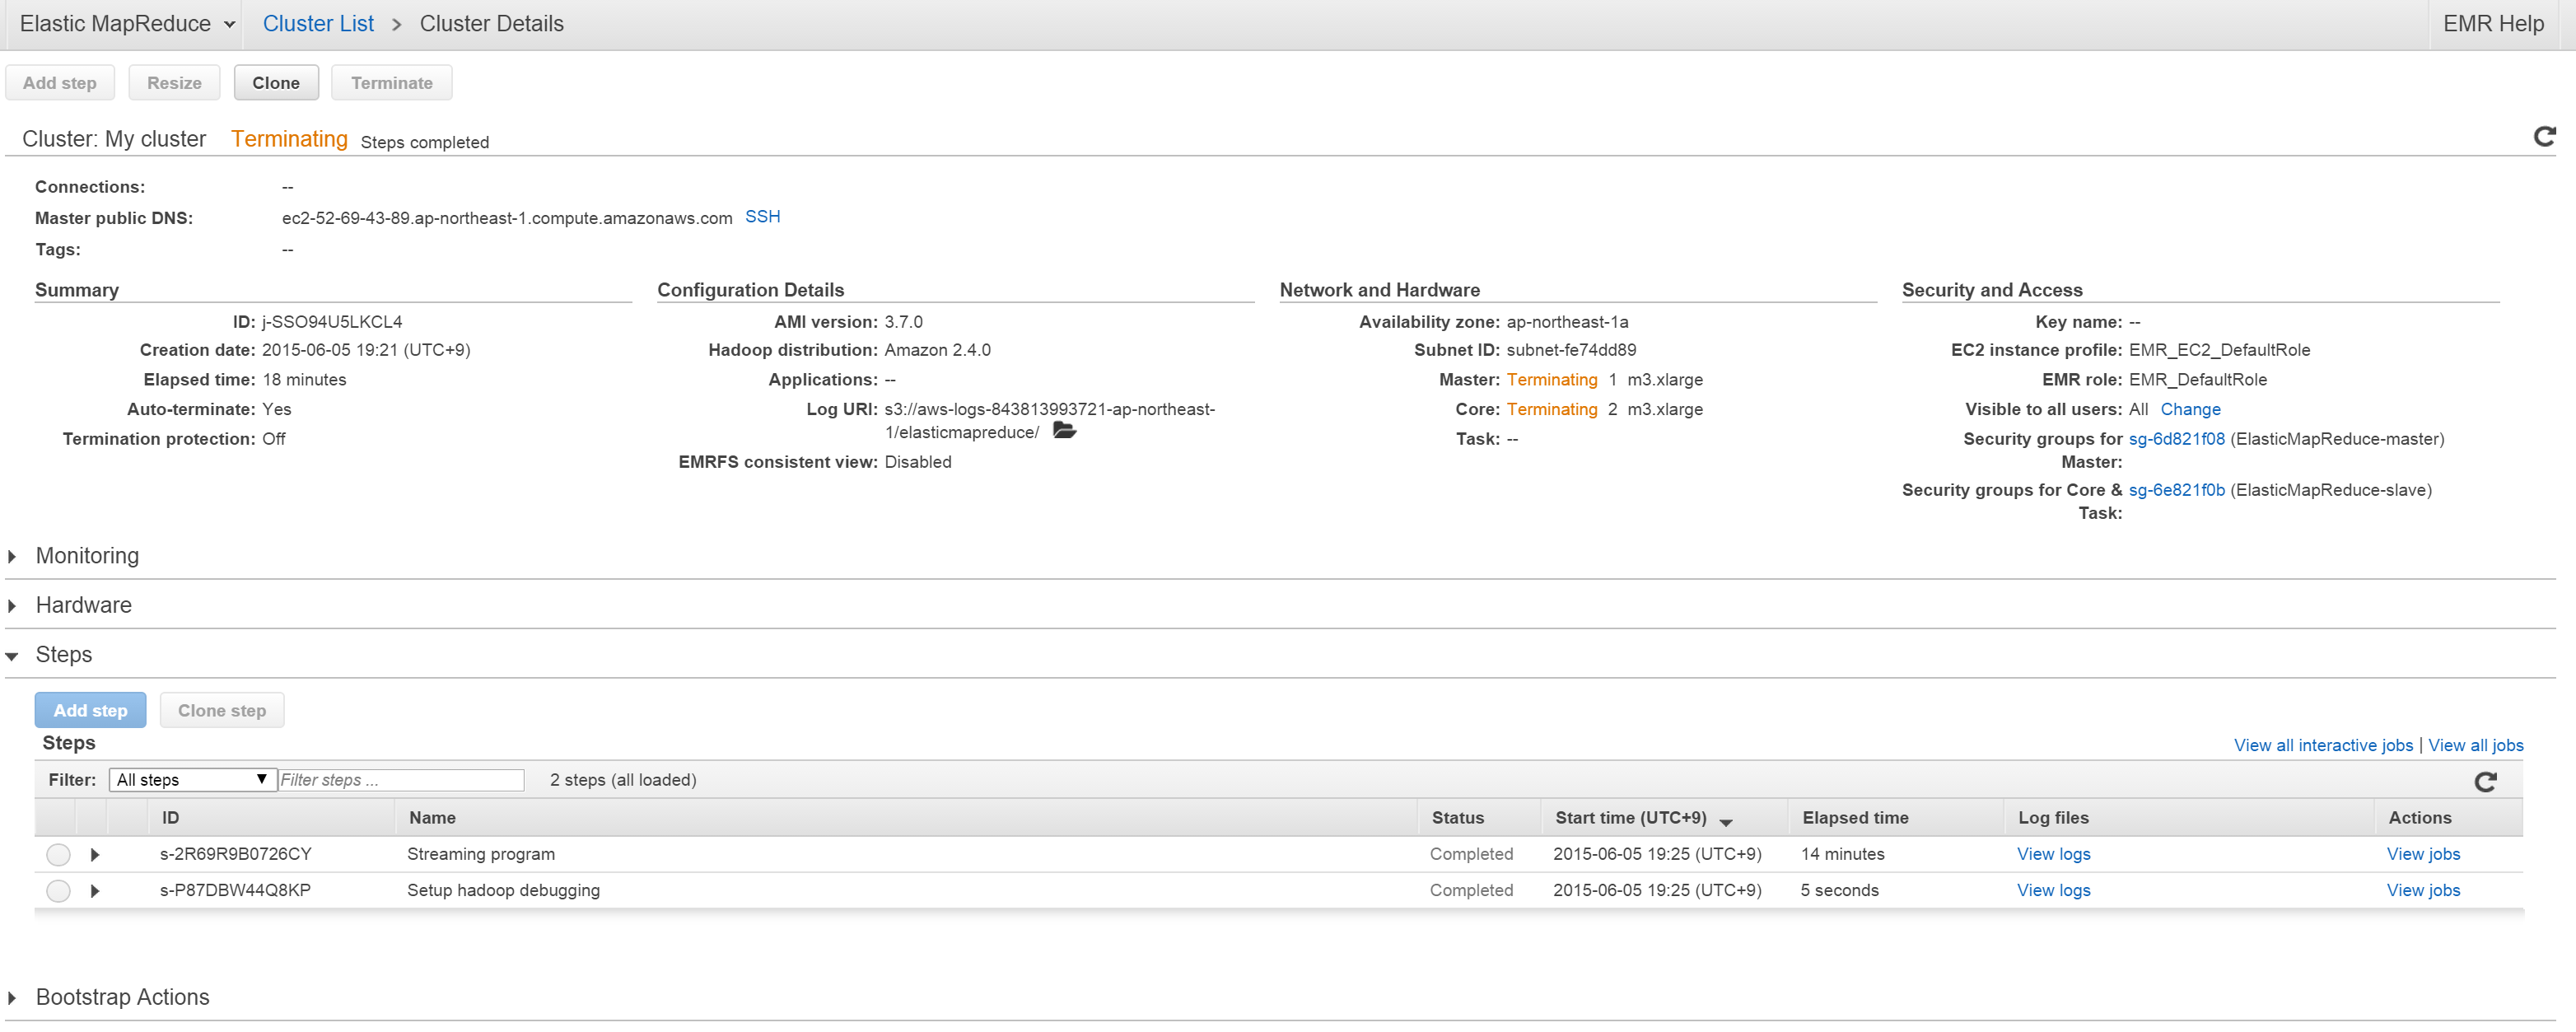 Elastic MapReduce Cluster List > Cluster Details EMR Help
Add step Resize Clone Terminate
Cluster: My cluster Terminating Steps completed
Connections: --
Master public DNS: ec2-52-69-43-89.ap-northeast-1.compute.amazonaws.com SSH
Tags: --
Summary
ID: j-SSO94U5LKCL4
Creation date: 2015-06-05 19:21 (UTC+9)
Elapsed time: 18 minutes
Auto-terminate: Yes
Termination protection: Off
Configuration Details
AMI version: 3.7.0
Hadoop distribution: Amazon 2.4.0
Applications: --
Log URI: s3://aws-logs-843813993721-ap-northeast-
1/elasticmapreduce/
EMRFS consistent view: Disabled
Network and Hardware
Availability zone: ap-northeast-1a
Subnet ID: subnet-fe74dd89
Master: Terminating 1 m3.xlarge
Core: Terminating 2 m3.xlarge
Task: --
Security and Access
Key name: --
EC2 instance profile: EMR_EC2_DefaultRole
EMR role: EMR_DefaultRole
Visible to all users: All Change
Security groups for sg-6d821f08 (ElasticMapReduce-master)
Master:
Security groups for Core & sg-6e821f0b (ElasticMapReduce-slave)
Task:
Monitoring
Hardware
Steps
Add step Clone step
Steps View all interactive jobs | View all jobs
Filter: All steps Filter steps ... 2 steps (all loaded)
ID Name Status Start time (UTC+9) Elapsed time Log files Actions
s-2R69R9B0726CY Streaming program Completed 2015-06-05 19:25 (UTC+9) 14 minutes View logs View jobs
s-P87DBW44Q8KP Setup hadoop debugging Completed 2015-06-05 19:25 (UTC+9) 5 seconds View logs View jobs
Bootstrap Actions